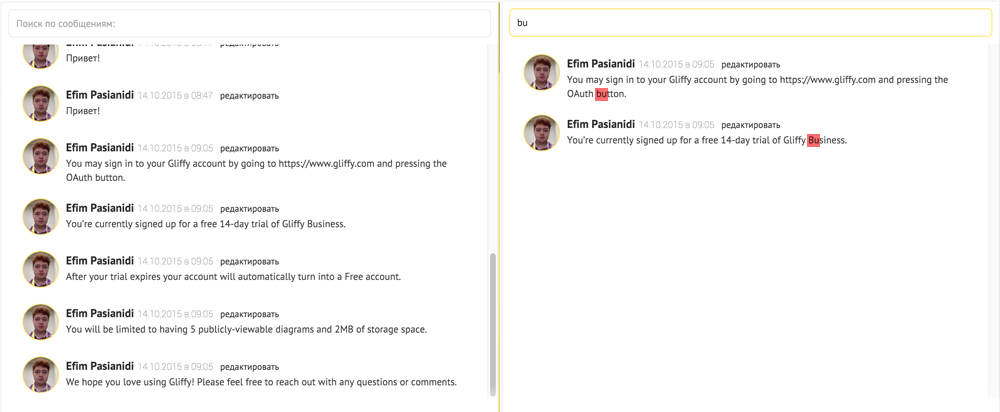 Поиск по сообщениям:
Привет!
Efim Pasianidi 14.10.2015 в 08:47 редактировать
Привет!
Efim Pasianidi 14.10.2015 в 09:05 редактировать
You may sign in to your Gliffy account by going to https://www.gliffy.com and pressing the
OAuth button.
Efim Pasianidi 14.10.2015 в 09:05 редактировать
You're currently signed up for a free 14-day trial of Gliffy Business.
Efim Pasianidi 14.10.2015 в 09:05 редактировать
After your trial expires your account will automatically turn into a Free account.
Efim Pasianidi 14.10.2015 в 09:05 редактировать
You will be limited to having 5 publicly-viewable diagrams and 2MB of storage space.
Efim Pasianidi 14.10.2015 в 09:05 редактировать
We hope you love using Gliffy! Please feel free to reach out with any questions or comments.
bu
Efim Pasianidi 14.10.2015 в 09:05 редактировать
You may sign in to your Gliffy account by going to https://www.gliffy.com and pressing the
OAuth button.
Efim Pasianidi 14.10.2015 в 09:05 редактировать
You're currently signed up for a free 14-day trial of Gliffy Business.